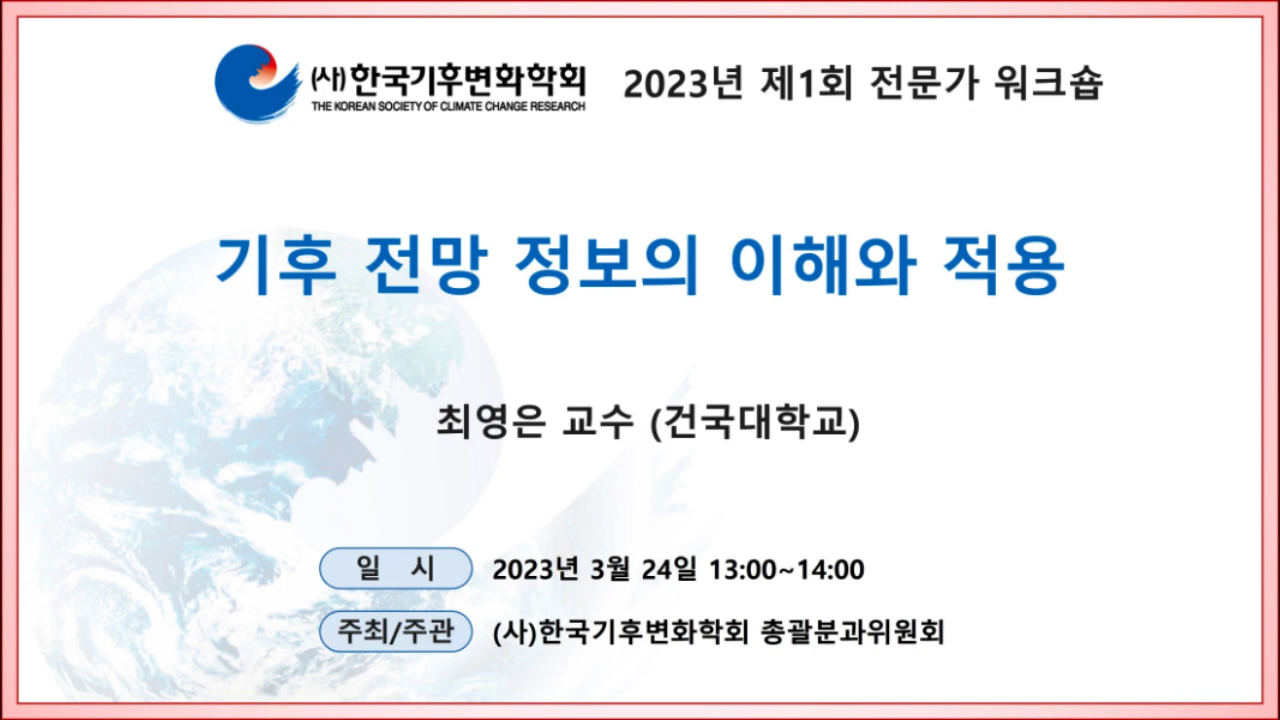 (사)한국기후변화학회 2023년 제1회 전문가 워크숍
THE KOREAN SOCIETY OF CLIMATE CHANGE RESEARCH
기후 전망 정보의 이해와 적용
최영은 교수 (건국대학교)
일 시 2023년 3월 24일 13:00~14:00
주최/주관 (사)한국기후변화학회 총괄분과위원회